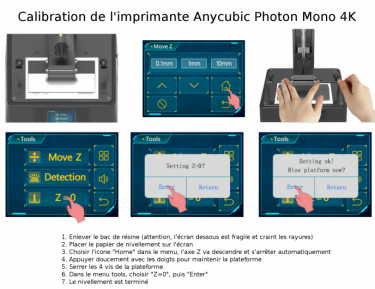 Calibration de l'imprimante Anycubic Photon Mono 4K
Move Z
0.1mm 1mm 10mm
Tools
Move Z
Detection
Z=0
Tools
Setting Z=0?
Enter Return
Tools
Setting ok!
Rise platform now?
Enter Return
1. Enlever le bac de résine (attention, l'écran dessous est fragile et craint les rayures)
2. Placer le papier de nivellement sur l'écran
3. Choisir l'icone "Home" dans le menu, l'axe Z va descendre et s'arrêter automatiquement
4. Appuyer doucement avec les doigts pour maintenir la plateforme
5. Serrer les 4 vis de la plateforme
6. Dans le menu tools, choisir "Z=0", puis "Enter"
7. Le nivellement est terminé